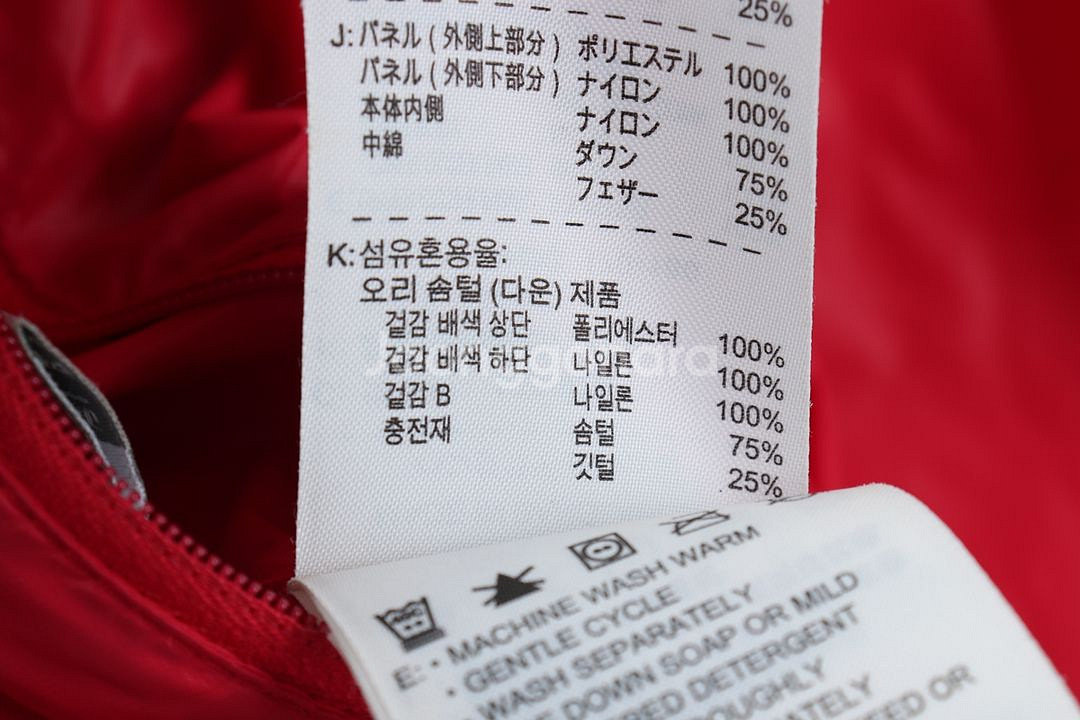 25%
J: パネル ( 外側上部分 ) ポリエステル 100%
パネル ( 外側下部分 ) ナイロン 100%
本体内側 ナイロン 100%
中綿 ダウン 75%
フェザー 25%
K: 섬유혼용율:
오리 솜털 (다운) 제품
겉감 배색 상단 폴리에스터 100%
겉감 배색 하단 나일론 100%
겉감 B 나일론 100%
충전재 솜털 75%
깃털 25%
E: • MACHINE WASH WARM
• GENTLE CYCLE
• WASH SEPARATELY
DOWN SOAP OR MILD
DETERGENT
OR